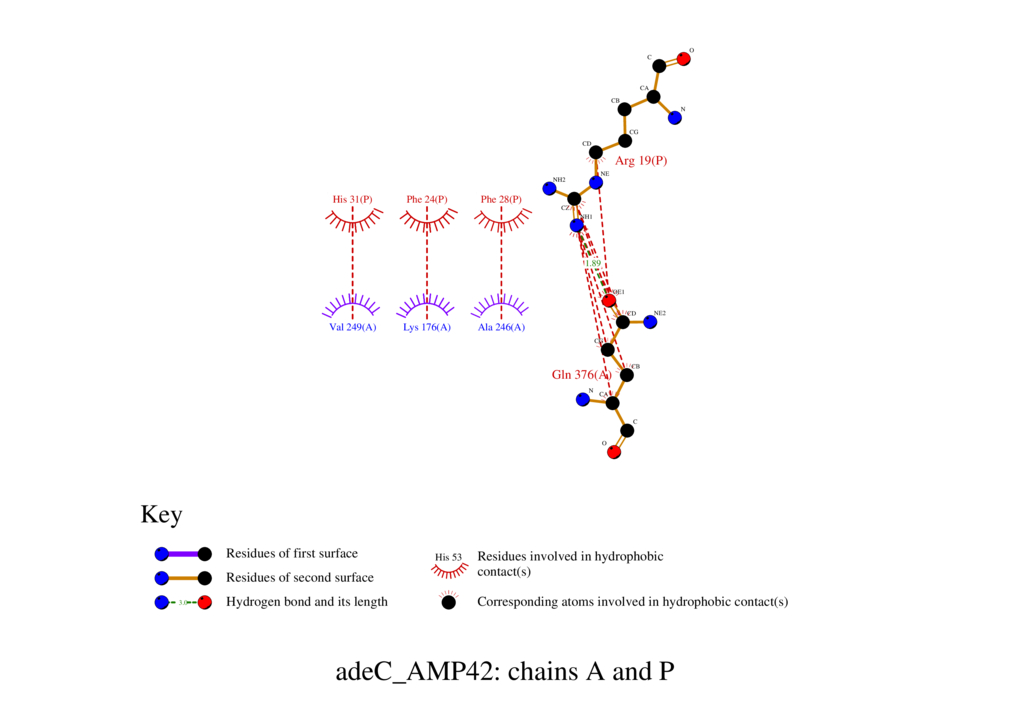 C
O
CA
N
CB
CG
CD
Arg 19(P)
NE
NH2
CZ
NH1
His 31(P)
Phe 24(P)
Phe 28(P)
1.89
OE1
Val 249(A)
Lys 176(A)
Ala 246(A)
CD
NE2
CG
CB
Gln 376(A)
N
CA
C
O
Key
Residues of first surface
Residues of second surface
3.0
Hydrogen bond and its length
His 53
Residues involved in hydrophobic
contact(s)
Corresponding atoms involved in hydrophobic contact(s)
adeC_AMP42: chains A and P